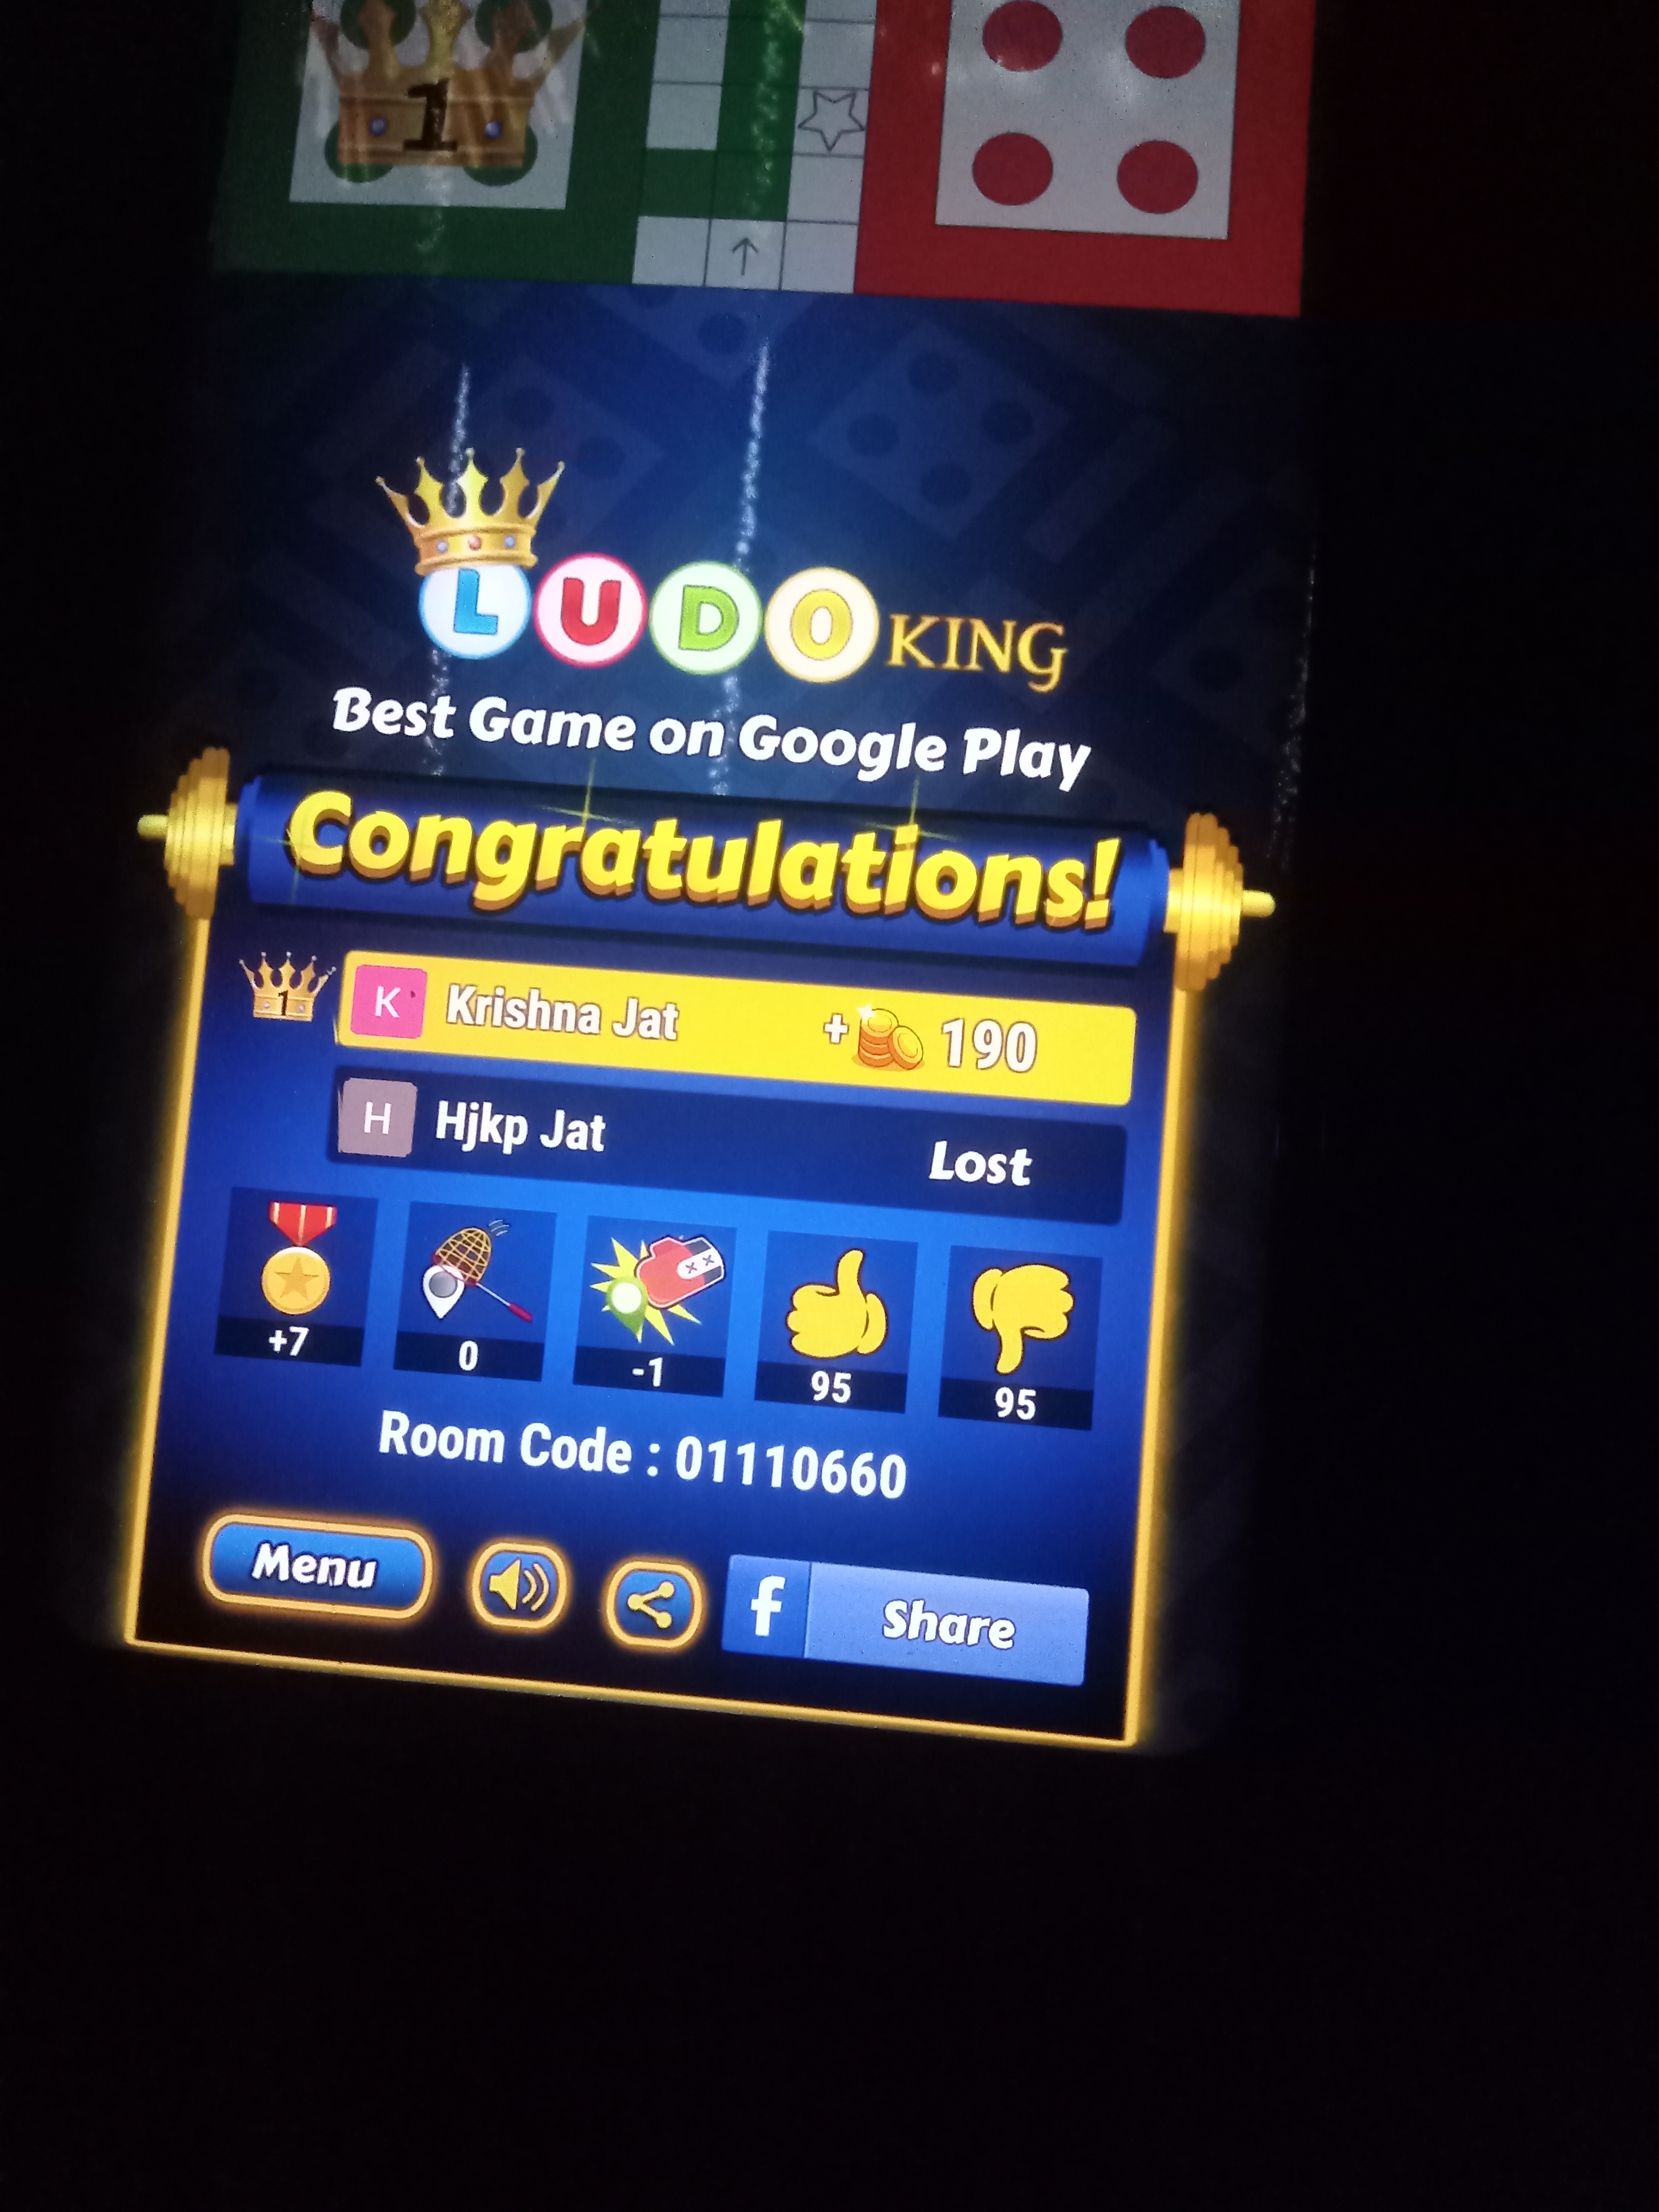 1
LUDO KING
Best Game on Google Play
Congratulations!
1 K Krishna Jat + 190
H Hjkp Jat Lost
+7 0 -1 95 95
Room Code : 01110660
Menu f Share